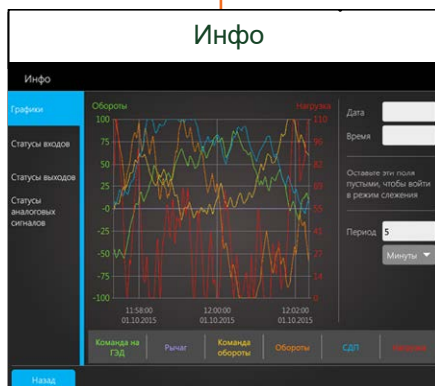 Инфо
Инфо
Графики
Статусы входов
Статусы выходов
Статусы
аналоговых
сигналов
Обороты
Нагрузка
100
75
50
25
-0
-25
-50
-75
-100
110
96
82
69
55
41
27
14
0
11:58:00
01.10.2015
12:00:00
01.10.2015
12:02:00
01.10.2015
Дата
Время
Оставьте эти поля
пустыми, чтобы войти
в режим слежения
Период
5
Минуты
Команда на
ГЭД
Рычаг
Команда
обороты
Обороты
СДП
Назад